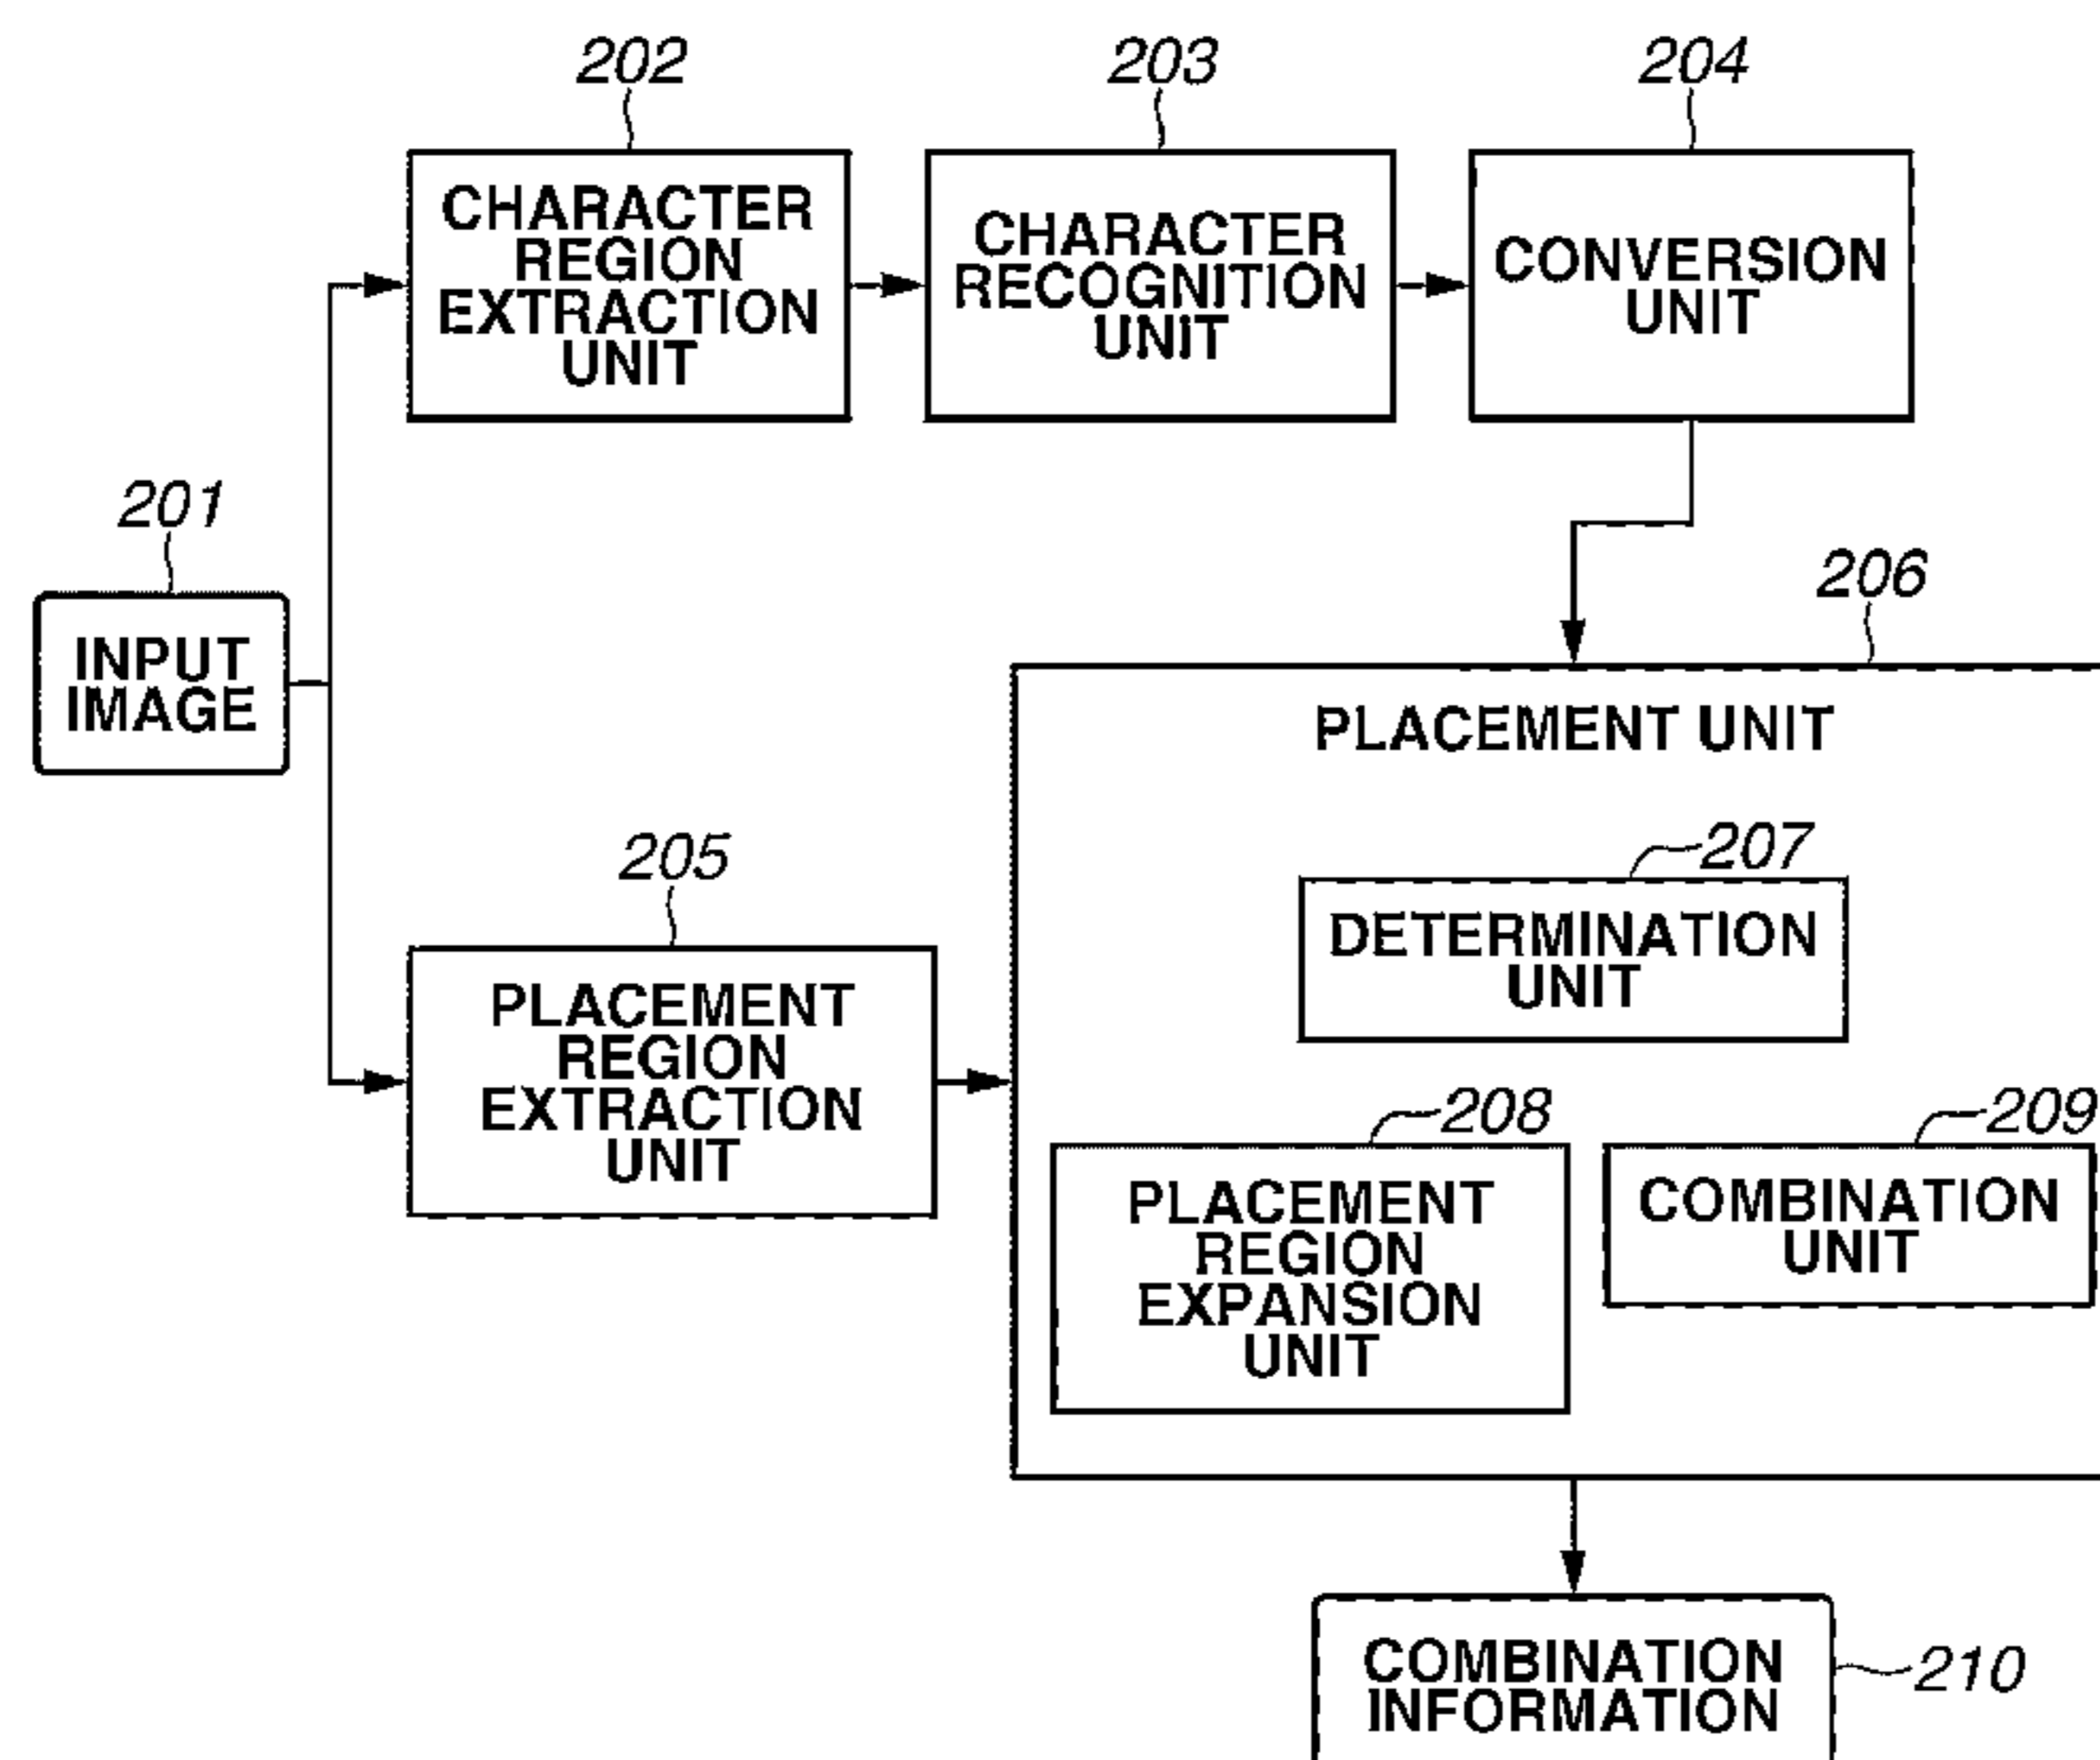 202
203
204
CHARACTER
REGION
EXTRACTION
UNIT
CHARACTER
RECOGNITION
UNIT
CONVERSION
UNIT
201
INPUT
IMAGE
206
PLACEMENT UNIT
205
PLACEMENT
REGION
EXTRACTION
UNIT
207
DETERMINATION
UNIT
208
PLACEMENT
REGION
EXPANSION
UNIT
209
COMBINATION
UNIT
COMBINATION
INFORMATION
210